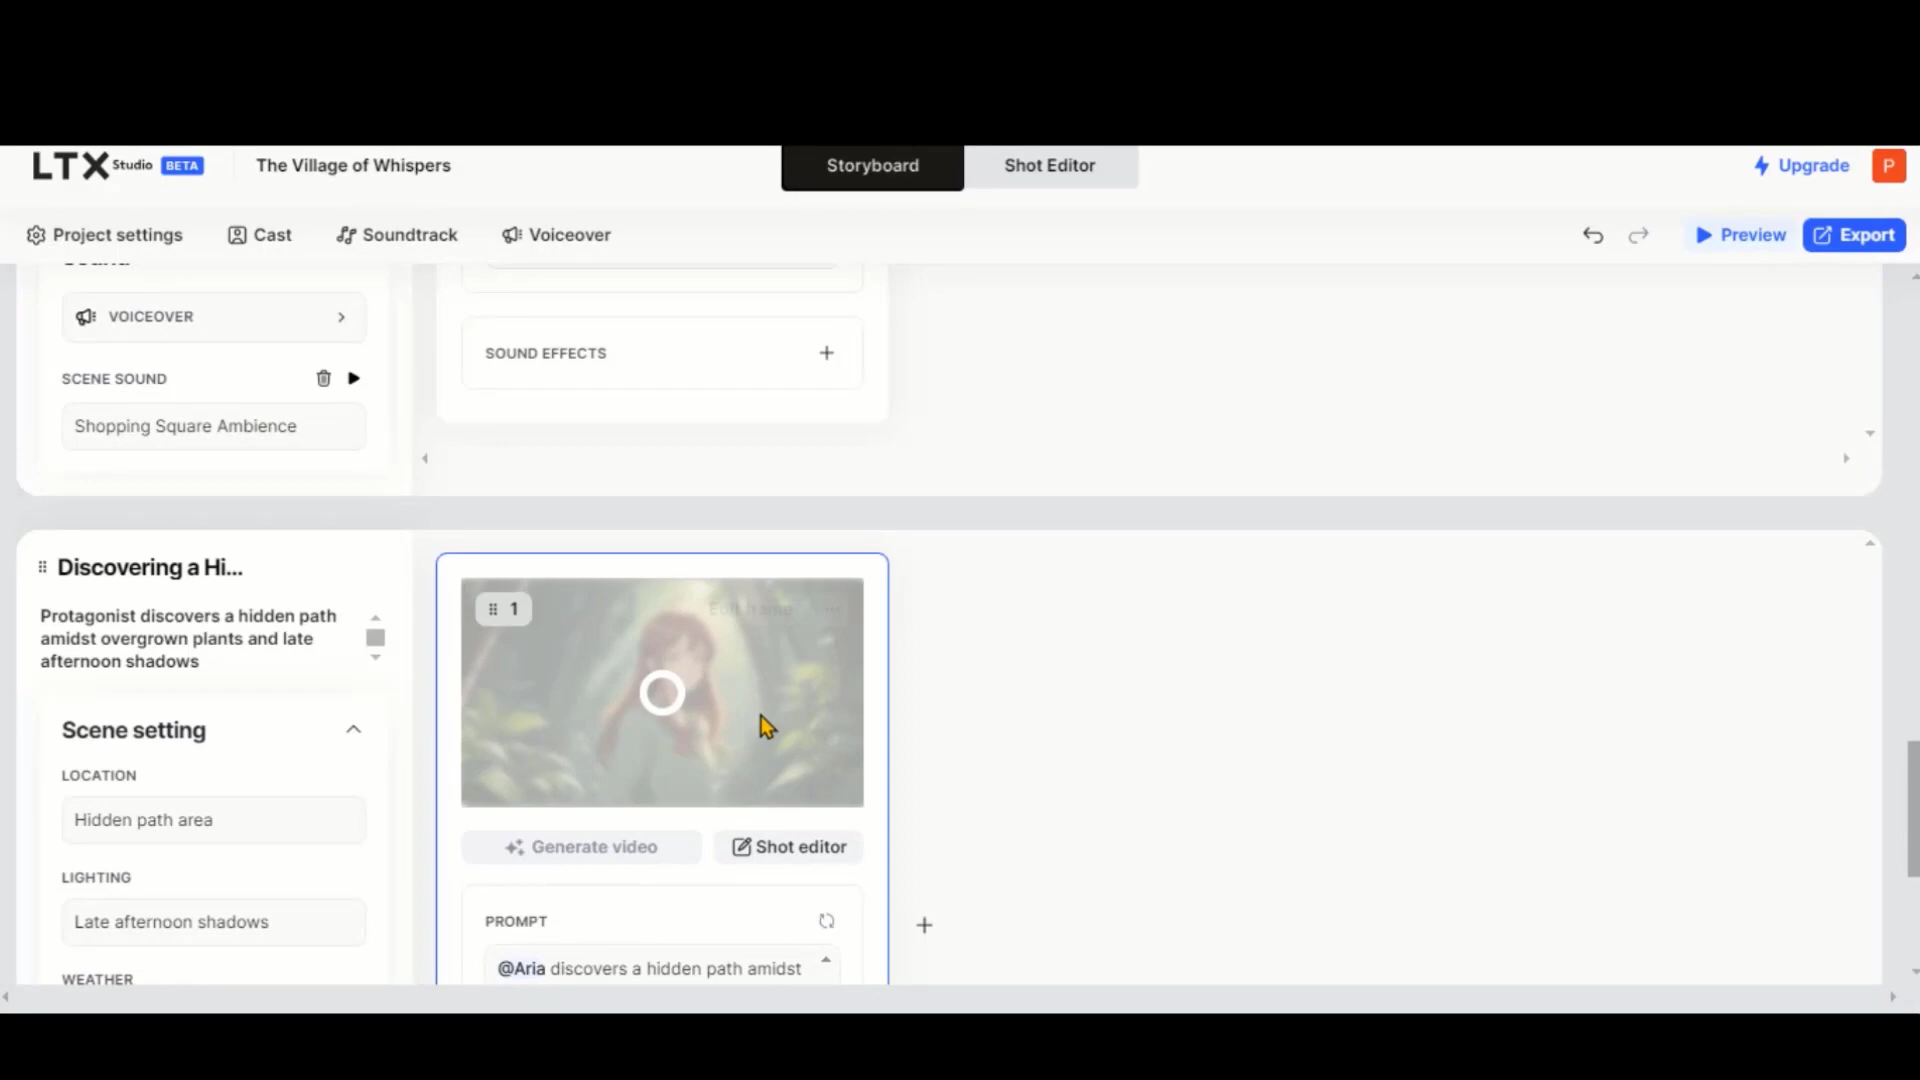 LTX Studio BETA
The Village of Whispers
Storyboard
Shot Editor
Upgrade
P
Project settings
Cast
Soundtrack
Voiceover
Preview
Export
VOICEOVER
SCENE SOUND
Shopping Square Ambience
SOUND EFFECTS
Discovering a Hi...
Protagonist discovers a hidden path
amidst overgrown plants and late
afternoon shadows
Scene setting
LOCATION
Hidden path area
LIGHTING
Late afternoon shadows
WEATHER
1
Edit frame
Generate video
Shot editor
PROMPT
@Aria discovers a hidden path amidst